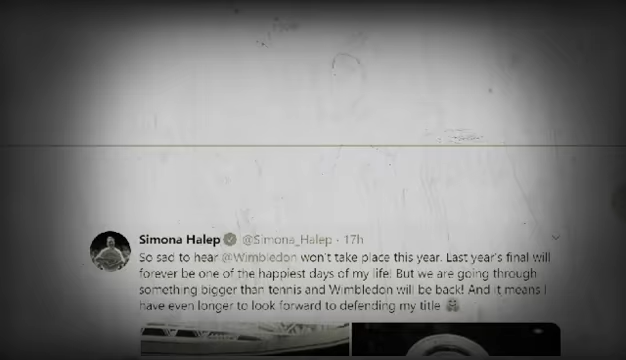 Simona Halep @Simona_Halep · 17h
So sad to hear @Wimbledon won't take place this year. Last year's final will
forever be one of the happiest days of my life! But we are going through
something bigger than tennis and Wimbledon will be back! And it means I
have even longer to look forward to defending my title 🤗